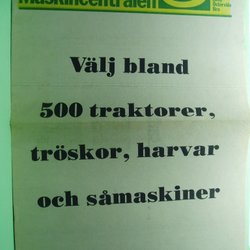 Maskincentralen
Välj bland
500 traktorer,
tröskor, harvar
och såmaskiner